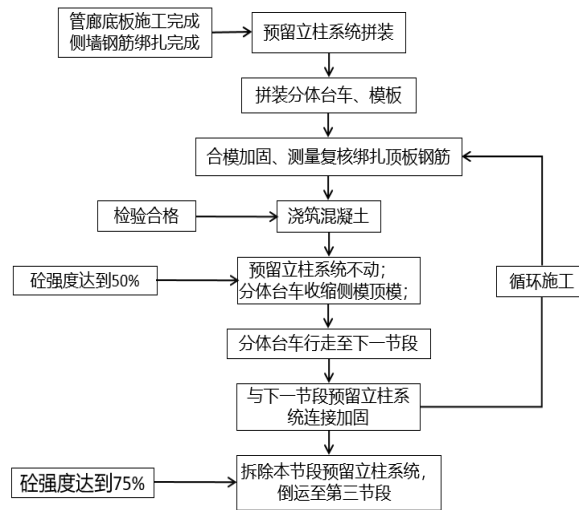 管廊底板施工完成
侧墙钢筋绑扎完成
预留立柱系统拼装
拼装分体台车、模板
合模加固、测量复核绑扎顶板钢筋
检验合格
浇筑混凝土
砼强度达到50%
预留立柱系统不动；
分体台车收缩侧模顶模；
循环施工
分体台车行走至下一节段
与下一节段预留立柱系
统连接加固
砼强度达到75%
拆除本节段预留立柱系统，
倒运至第三节段